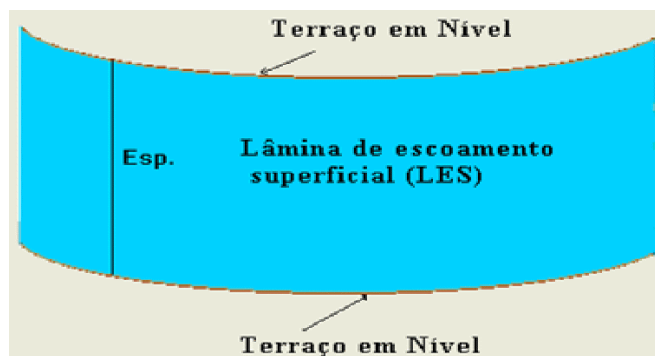 Terraço em Nível
Esp.
Lâmina de escoamento
superficial (LES)
Terraço em Nível